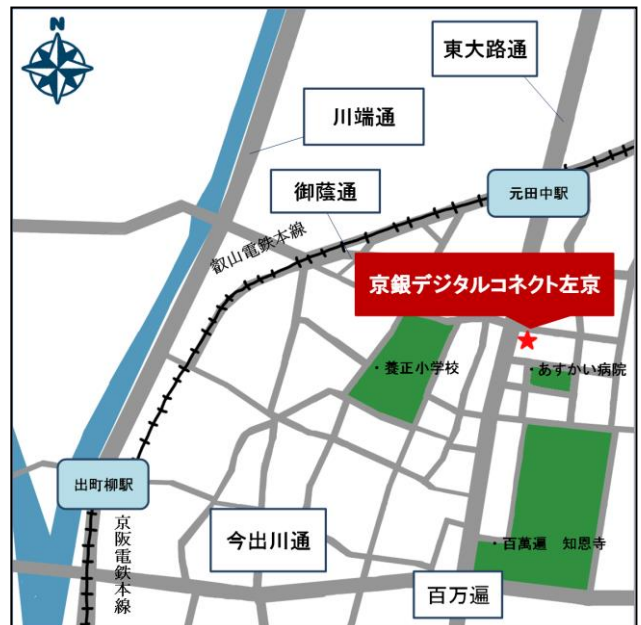 東大路通
川端通
元田中駅
御蔭通
叡山電鉄本線
京銀デジタルコネクト左京
・養正小学校
・あすかい病院
出町柳駅
京阪電鉄本線
今出川通
・百萬遍 知恩寺
百万遍